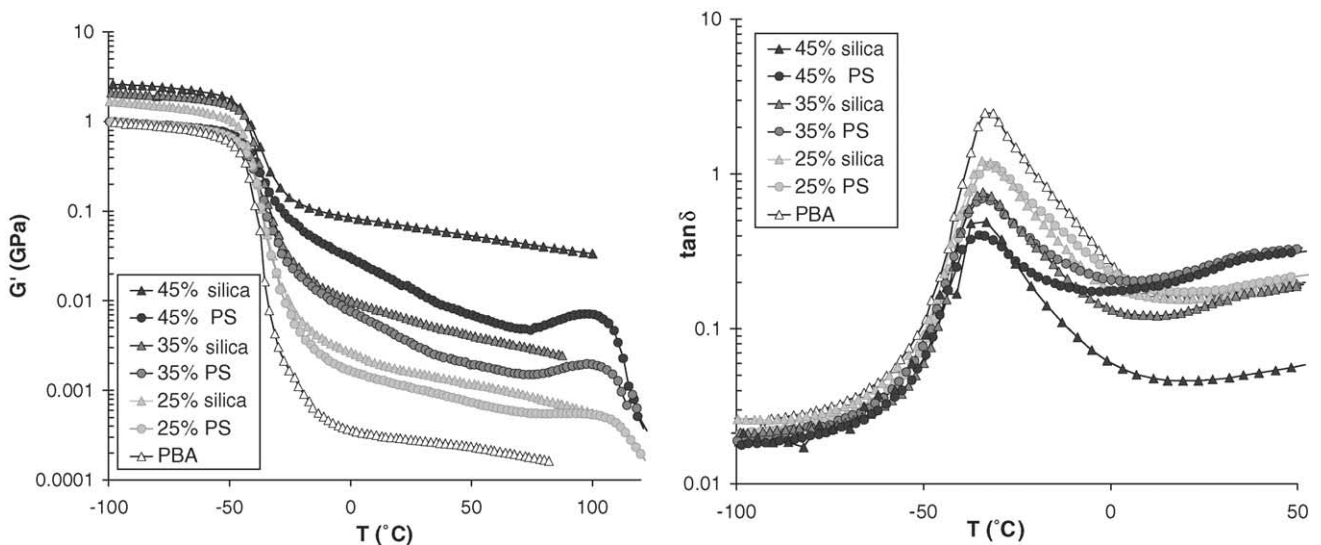 10
1
0.1
0.01
0.001
0.0001
G' (GPa)
45% silica
45% PS
35% silica
35% PS
25% silica
25% PS
PBA
-100 -50 0 50 100
T (˚C)
10
1
0.1
0.01
tanδ
45% silica
45% PS
35% silica
35% PS
25% silica
25% PS
PBA
-100 -50 0 50
T (˚C)